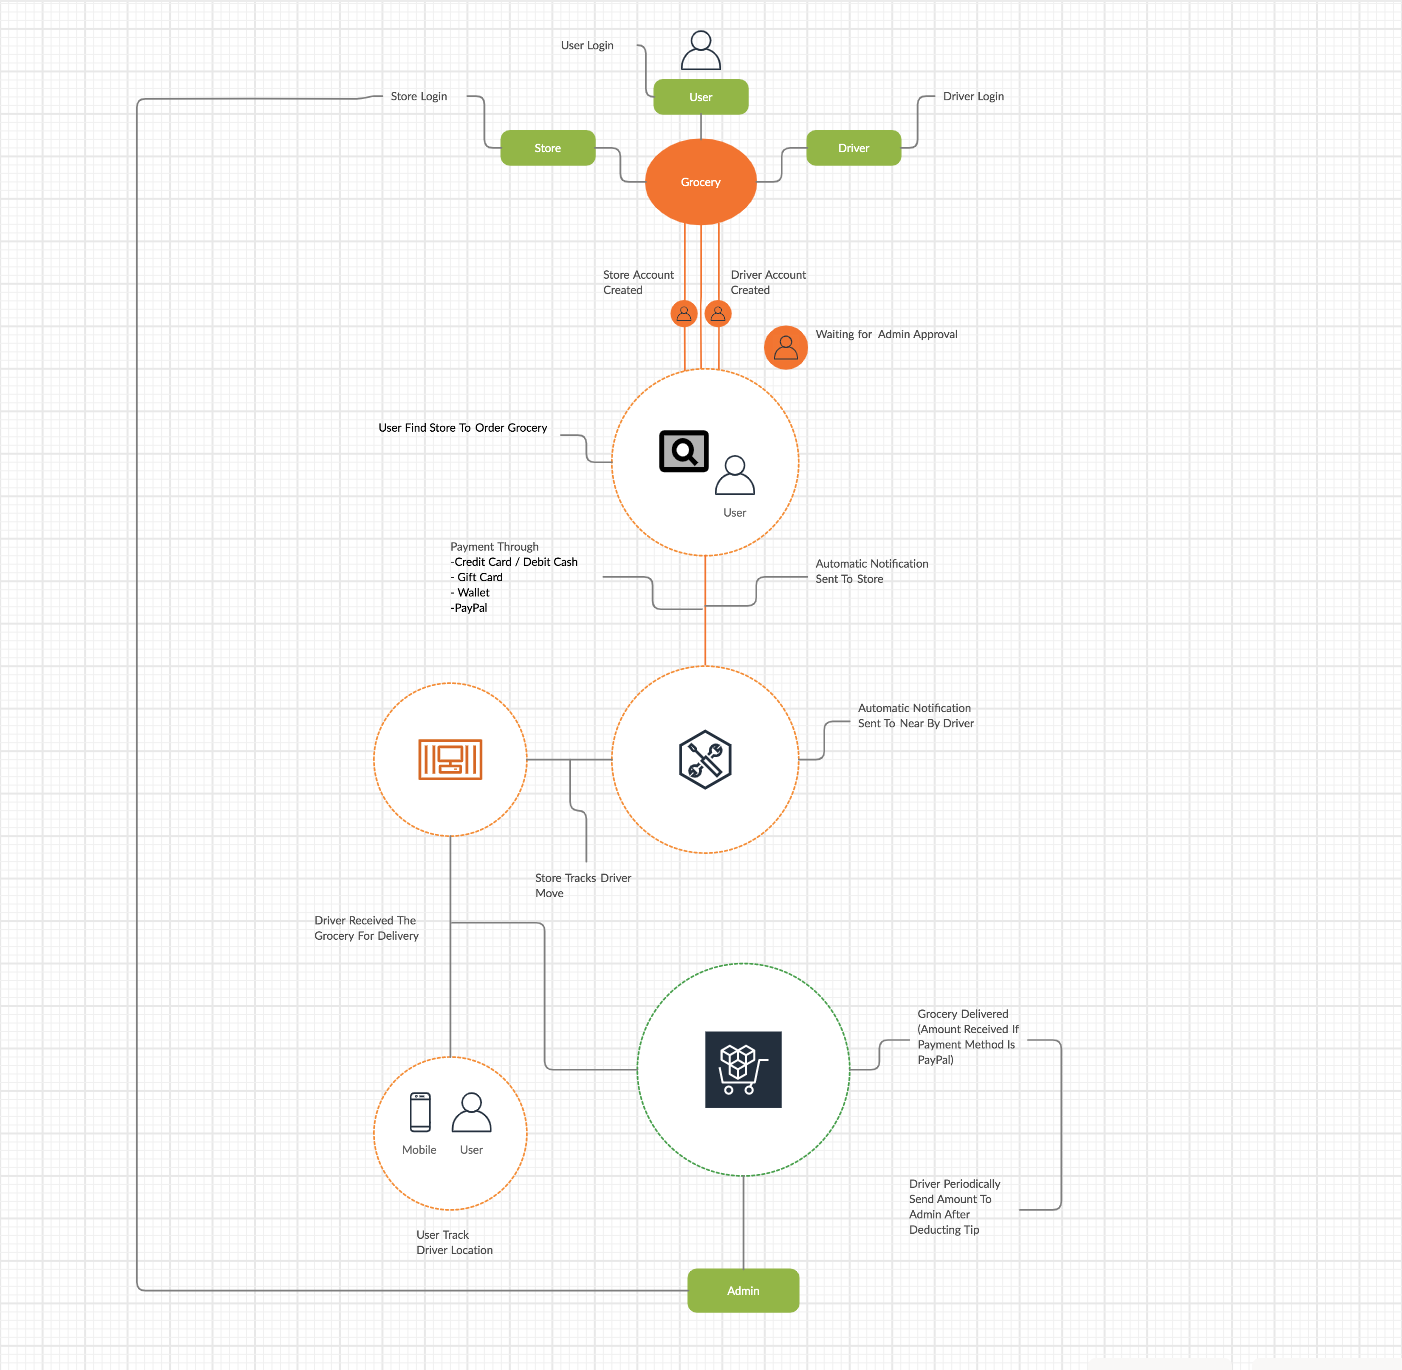 User Login
User
Store Login
Driver Login
Store
Driver
Grocery
Store Account
Created
Driver Account
Created
Waiting for Admin Approval
User Find Store To Order Grocery
User
Payment Through
-Credit Card / Debit Cash
- Gift Card
- Wallet
-PayPal
Automatic Notification
Sent To Store
Automatic Notification
Sent To Near By Driver
Store Tracks Driver
Move
Driver Received The
Grocery For Delivery
Grocery Delivered
(Amount Received If
Payment Method Is
PayPal)
Mobile
User
Driver Periodically
Send Amount To
Admin After
Deducting Tip
User Track
Driver Location
Admin